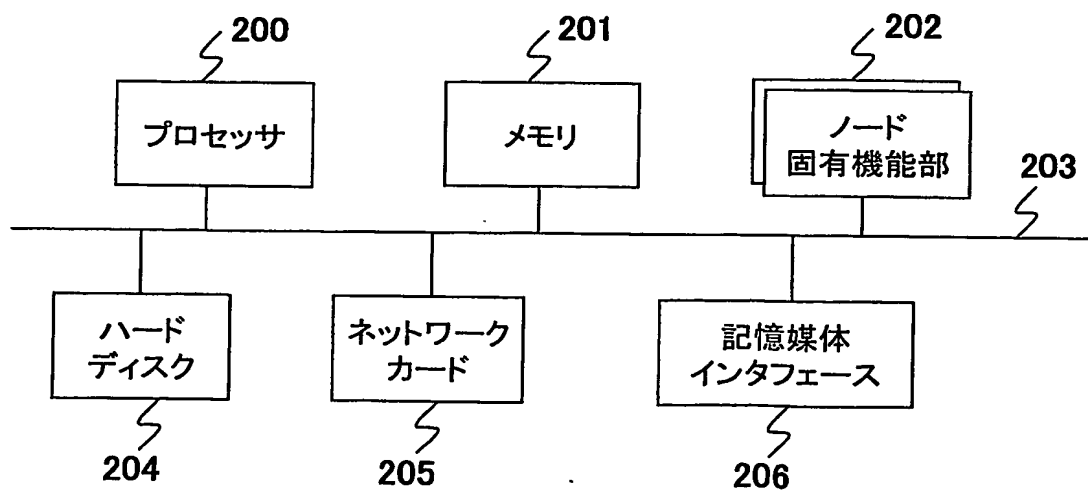 200
201
202
プロセッサ
メモリ
ノード
固有機能部
203
ハード
ディスク
ネットワーク
カード
記憶媒体
インタフェース
204
205
206